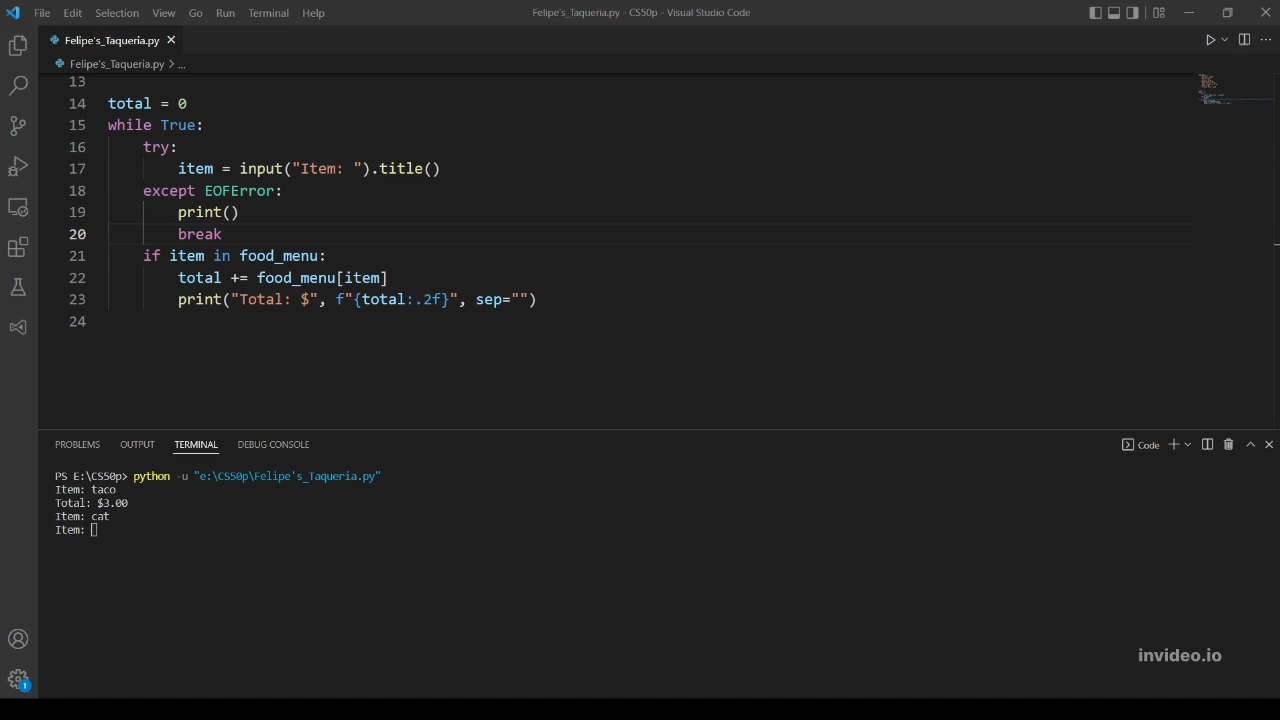 File Edit Selection View Go Run Terminal Help Felipe's_Taqueria.py - CS50p - Visual Studio Code
Felipe's_Taqueria.py
Felipe's_Taqueria.py > ...
13
14 total = 0
15 while True:
16     try:
17         item = input("Item: ").title()
18     except EOFError:
19         print()
20         break
21     if item in food_menu:
22         total += food_menu[item]
23         print("Total: $", f"{total:.2f}", sep="")
24
PROBLEMS OUTPUT TERMINAL DEBUG CONSOLE Code
PS E:\CS50p> python -u "e:\CS50p\Felipe's_Taqueria.py"
Item: taco
Total: $3.00
Item: cat
Item:
invideo.io
1